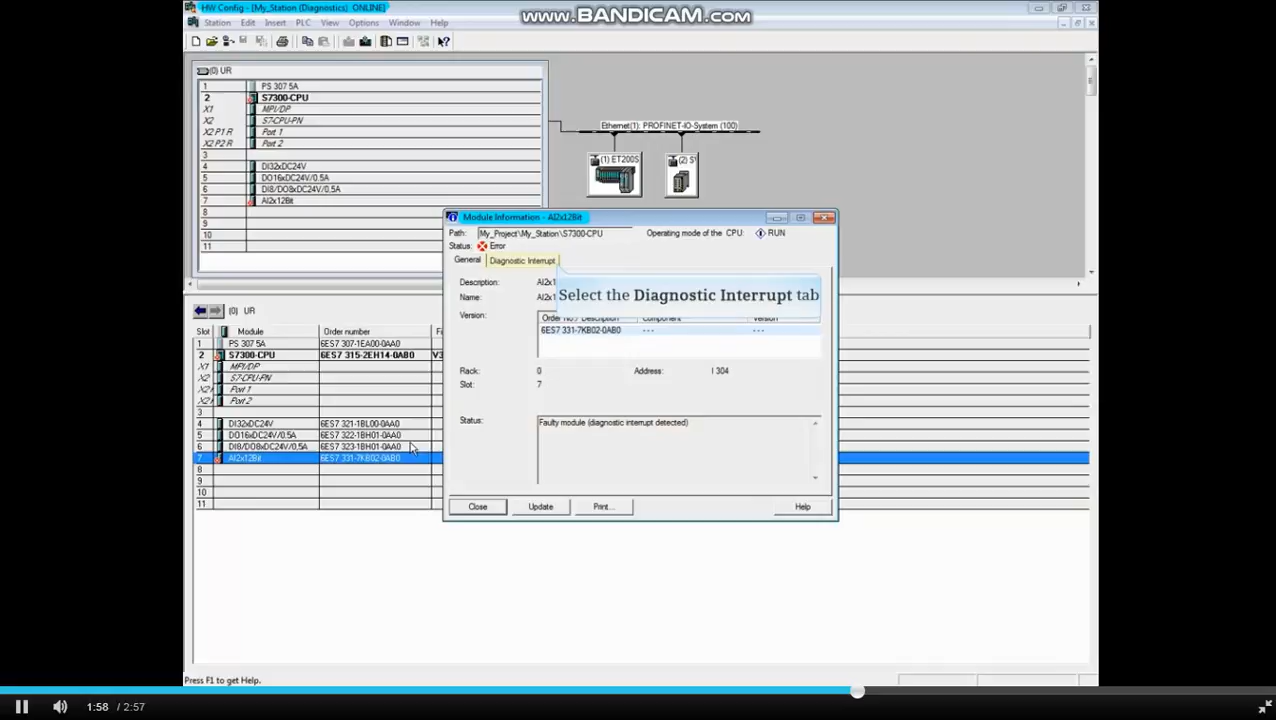 HW Config - [My_Station (Diagnostics) ONLINE]
www.BANDICAM.com
Station Edit Insert PLC View Options Window Help
(0) UR
1 PS 307 5A
2 S7300-CPU
X1 MPI/DP
X2 S7-CPU-PN
X2 P1 R Port 1
X2 P2 R Port 2
3
4 DI32xDC24V
5 DO16xDC24V/0.5A
6 DI8/DO8xDC24V/0.5A
7 AI2x12Bit
8
9
10
11
Ethernet(1): PROFINET-IO-System (100)
(1) ET200S
(2) S
Module Information - AI2x12Bit
Path: My_Project\My_Station\S7300-CPU Operating mode of the CPU: RUN
Status: Error
General Diagnostic Interrupt
Select the Diagnostic Interrupt tab
Description: AI2x1
Name: AI2x1
Version: Order No./ Description Component Version
6ES7 331-7KB02-0AB0 - - - - - -
Rack: 0 Address: I 304
Slot: 7
Status: Faulty module (diagnostic interrupt detected)
Close Update Print... Help
(0) UR
Slot Module Order number Fi
1 PS 307 5A 6ES7 307-1EA00-0AA0
2 S7300-CPU 6ES7 315-2EH14-0AB0 V3
X1 MPI/DP
X2 S7-CPU-PN
X2 Port 1
X2 Port 2
3
4 DI32xDC24V 6ES7 321-1BL00-0AA0
5 DO16xDC24V/0.5A 6ES7 322-1BH01-0AA0
6 DI8/DO8xDC24V/0,5A 6ES7 323-1BH01-0AA0
7 AI2x12Bit 6ES7 331-7KB02-0AB0
8
9
10
11
Press F1 to get Help.
1:58 / 2:57